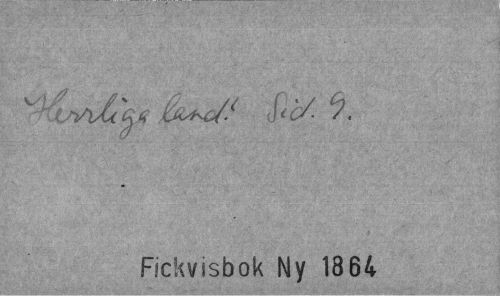 Herrliga land! Sid. 9.
Fickvisbok Ny 1864